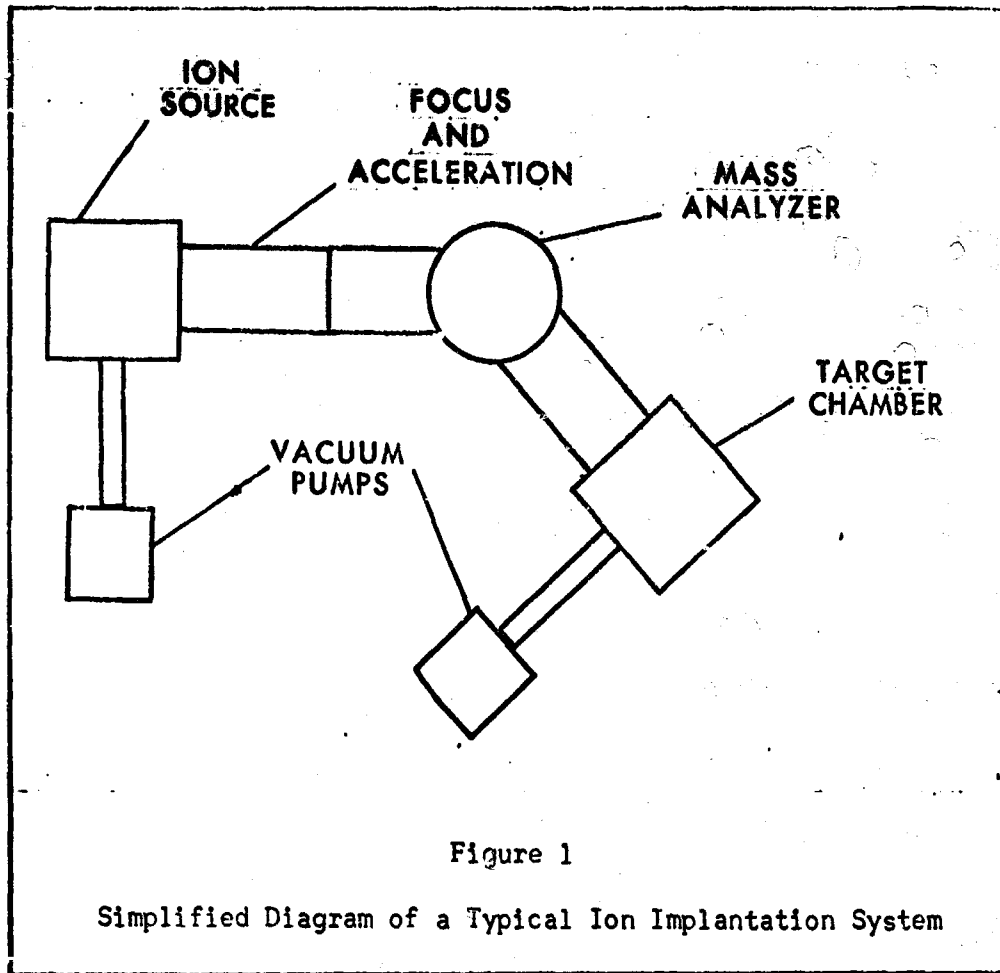 ION
SOURCE
FOCUS
AND
ACCELERATION
MASS
ANALYZER
TARGET
CHAMBER
VACUUM
PUMPS
Figure 1
Simplified Diagram of a Typical Ion Implantation System